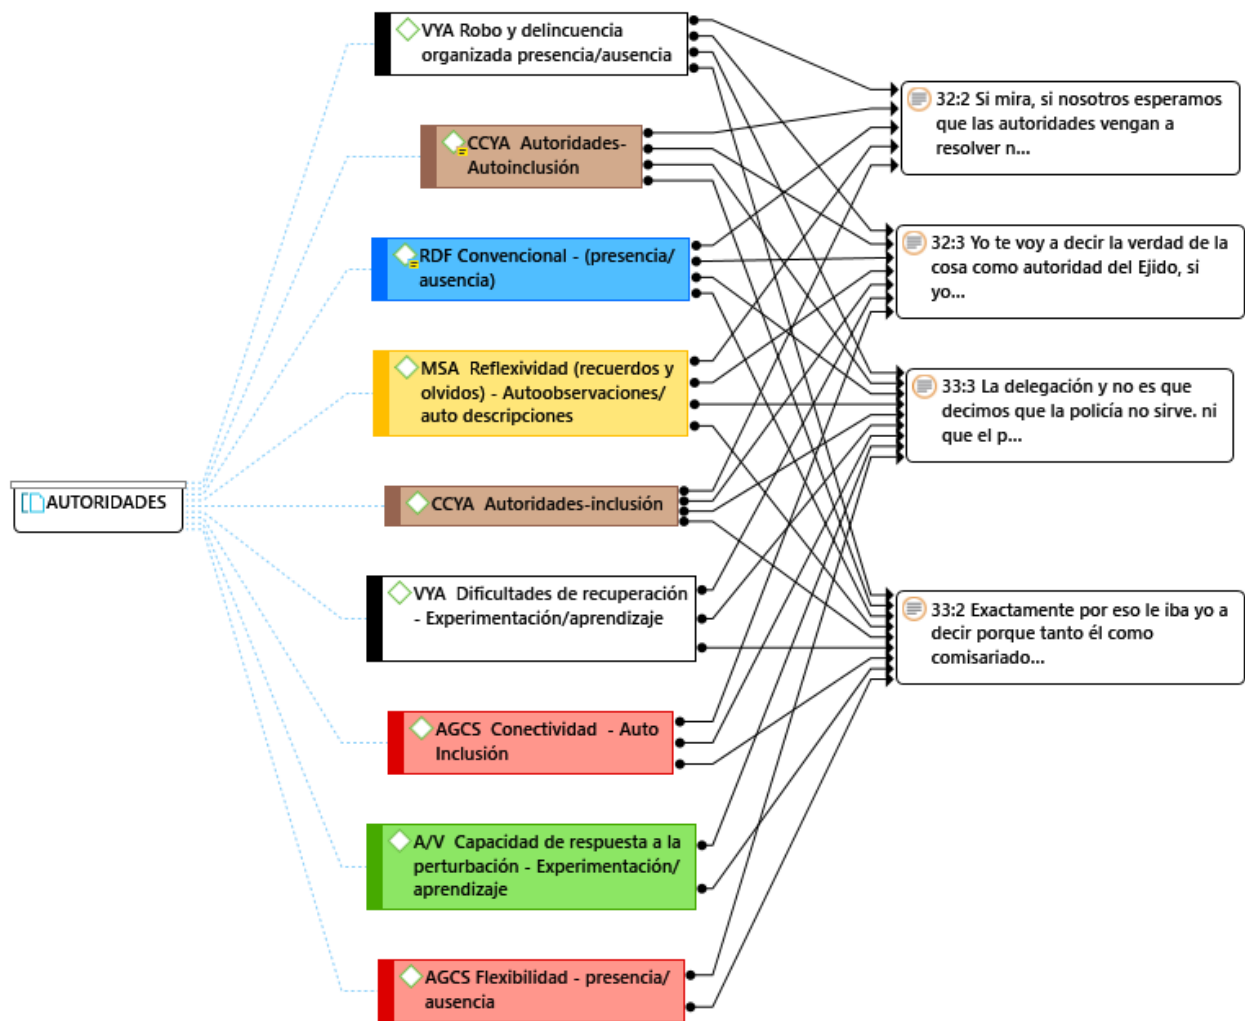 VYA Robo y delincuencia
organizada presencia/ausencia
32:2 Si mira, si nosotros esperamos
que las autoridades vengan a
resolver n...
CCYA Autoridades-
Autoinclusión
RDF Convencional - (presencia/
ausencia)
32:3 Yo te voy a decir la verdad de la
cosa como autoridad del Ejido, si
yo...
MSA Reflexividad (recuerdos y
olvidos) - Autoobservaciones/
auto descripciones
33:3 La delegación y no es que
decimos que la policía no sirve. ni
que el p...
AUTORIDADES
CCYA Autoridades-inclusión
VYA Dificultades de recuperación
- Experimentación/aprendizaje
33:2 Exactamente por eso le iba yo a
decir porque tanto él como
comisariado...
AGCS Conectividad - Auto
Inclusión
A/V Capacidad de respuesta a la
perturbación - Experimentación/
aprendizaje
AGCS Flexibilidad - presencia/
ausencia